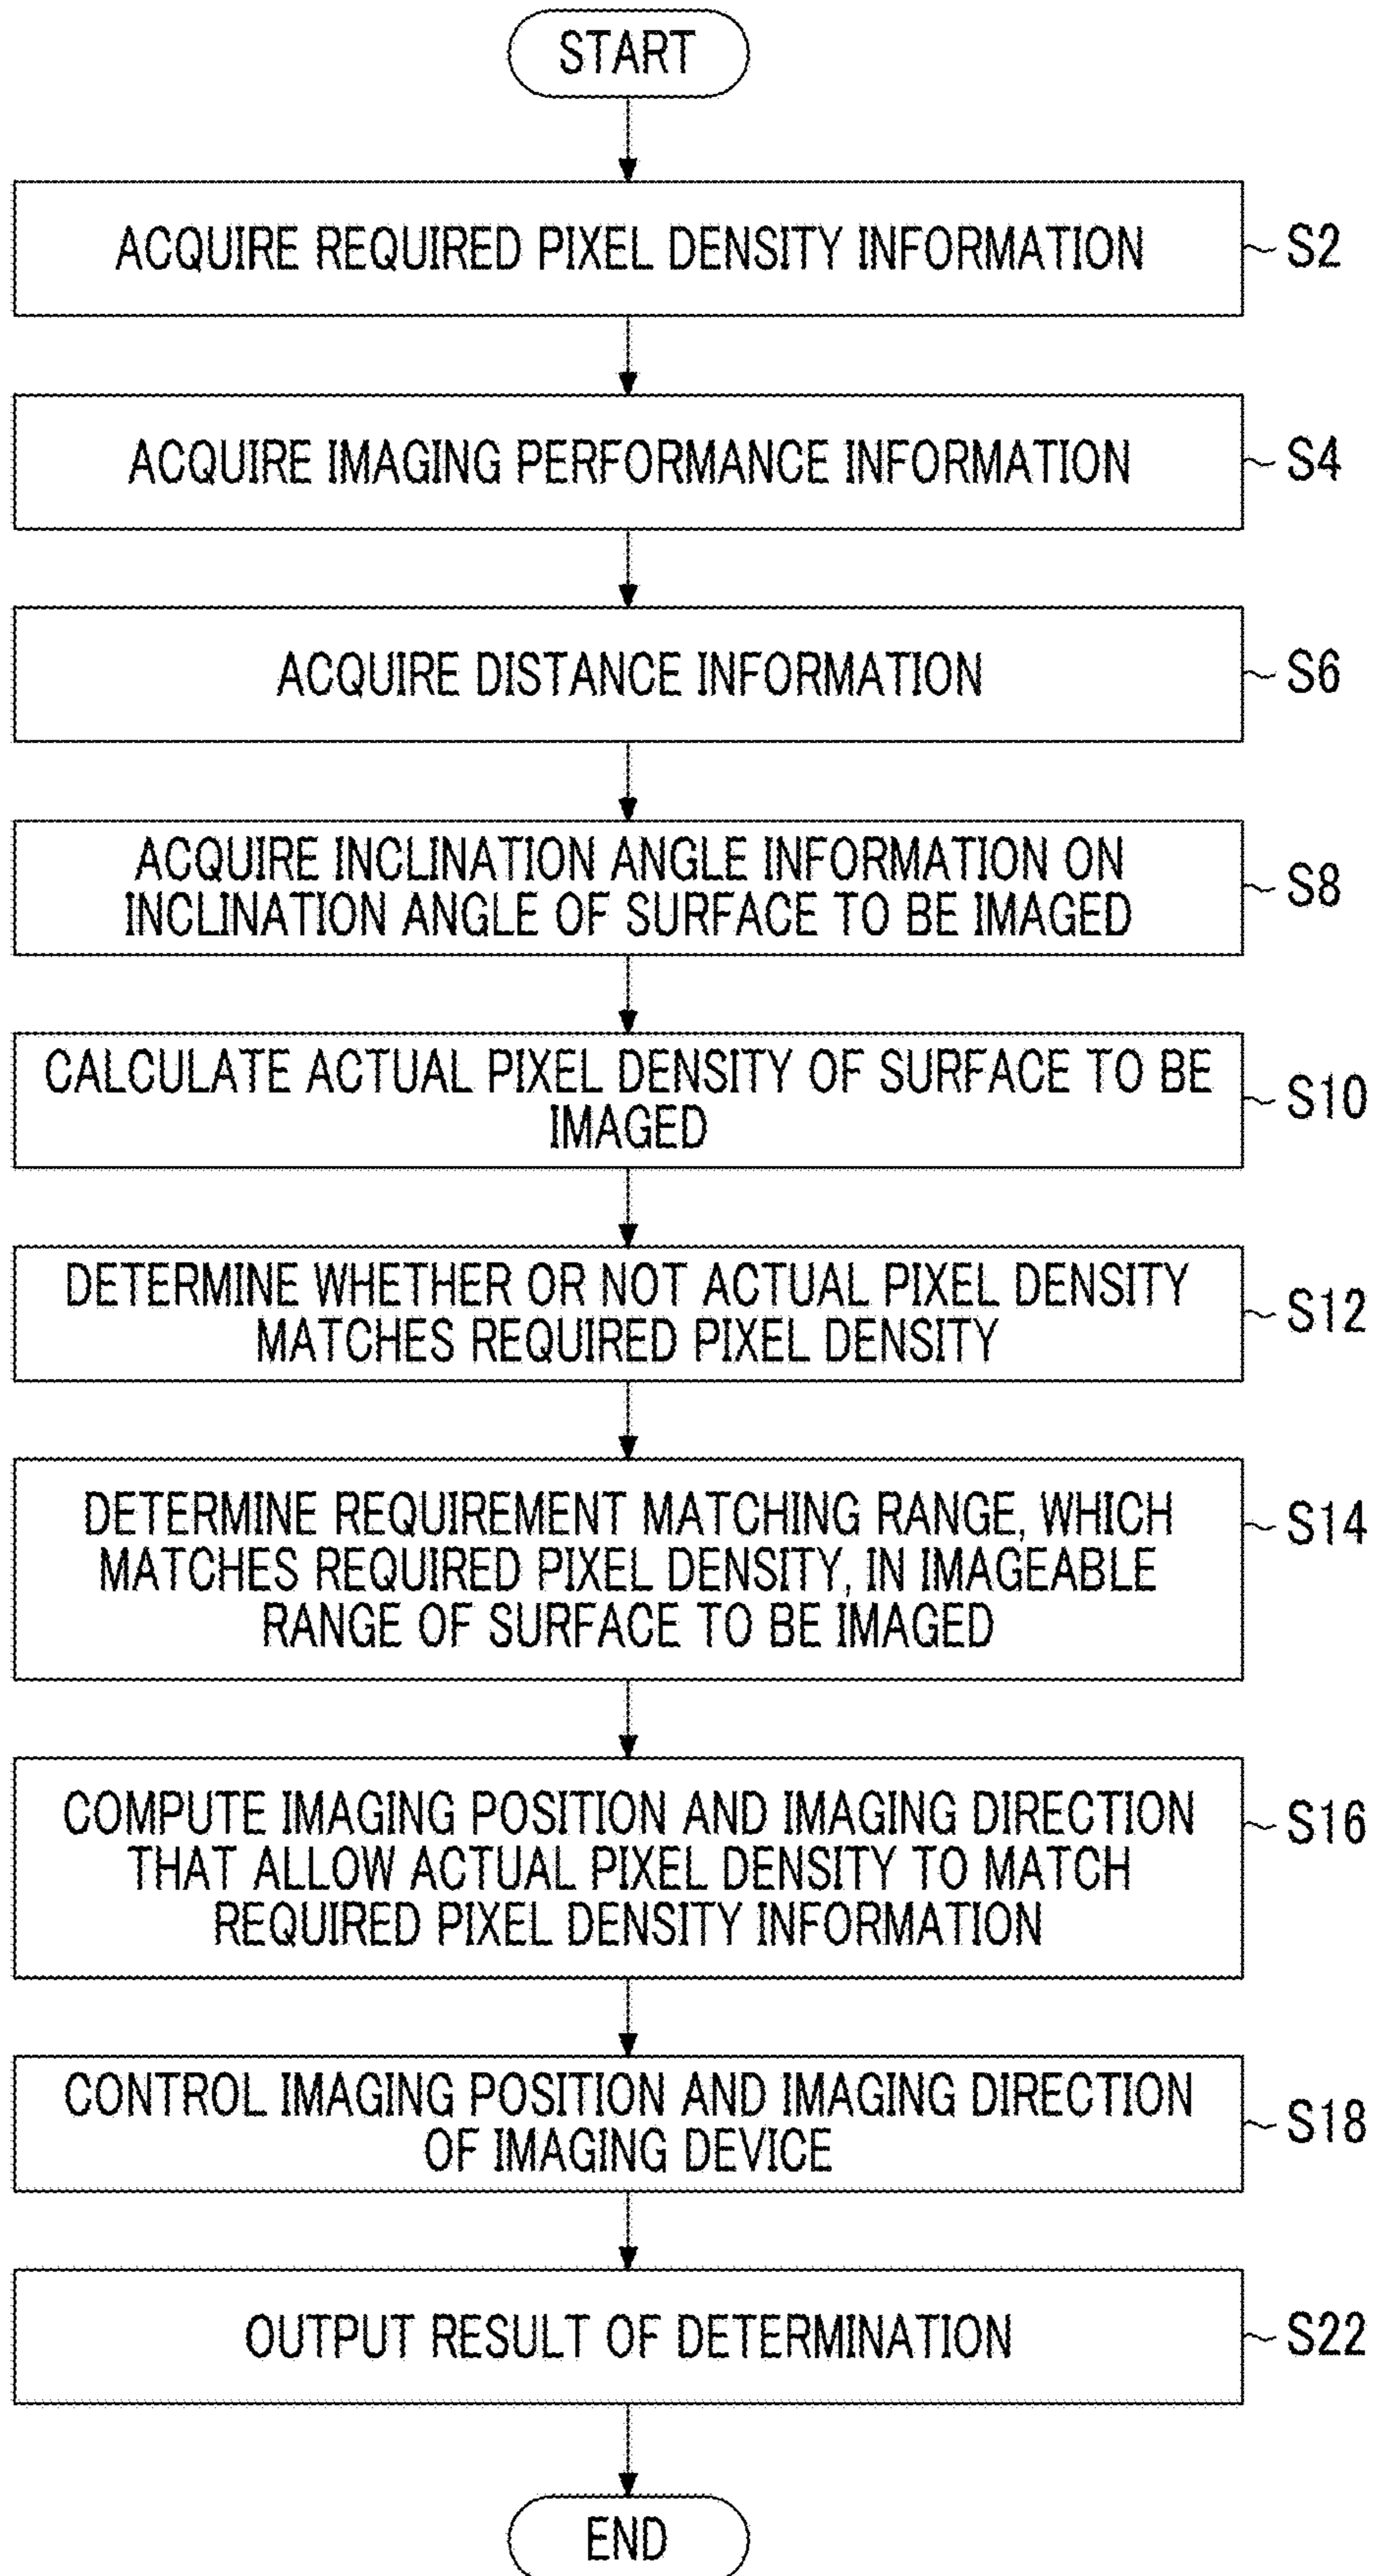 START
ACQUIRE REQUIRED PIXEL DENSITY INFORMATION
S2
ACQUIRE IMAGING PERFORMANCE INFORMATION
S4
ACQUIRE DISTANCE INFORMATION
S6
ACQUIRE INCLINATION ANGLE INFORMATION ON
INCLINATION ANGLE OF SURFACE TO BE IMAGED
S8
CALCULATE ACTUAL PIXEL DENSITY OF SURFACE TO BE
IMAGED
S10
DETERMINE WHETHER OR NOT ACTUAL PIXEL DENSITY
MATCHES REQUIRED PIXEL DENSITY
S12
DETERMINE REQUIREMENT MATCHING RANGE, WHICH
MATCHES REQUIRED PIXEL DENSITY, IN IMAGEABLE
RANGE OF SURFACE TO BE IMAGED
S14
COMPUTE IMAGING POSITION AND IMAGING DIRECTION
THAT ALLOW ACTUAL PIXEL DENSITY TO MATCH
REQUIRED PIXEL DENSITY INFORMATION
S16
CONTROL IMAGING POSITION AND IMAGING DIRECTION
OF IMAGING DEVICE
S18
OUTPUT RESULT OF DETERMINATION
S22
END